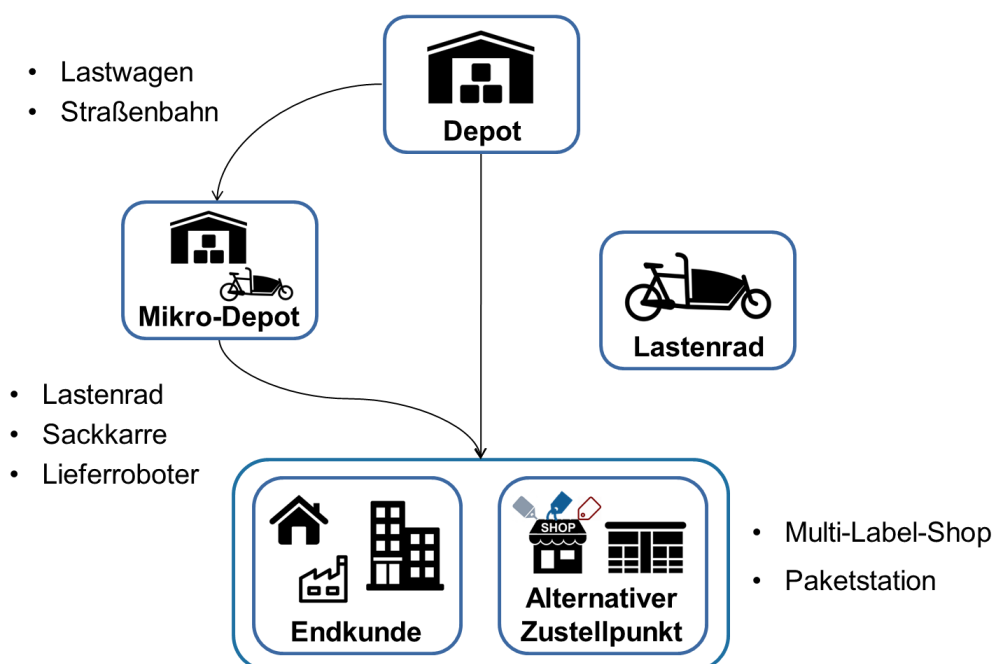 • Lastwagen
• Straßenbahn
Depot
Mikro-Depot
Lastenrad
• Lastenrad
• Sackkarre
• Lieferroboter
SHOP
Endkunde
Alternativer
Zustellpunkt
• Multi-Label-Shop
• Paketstation